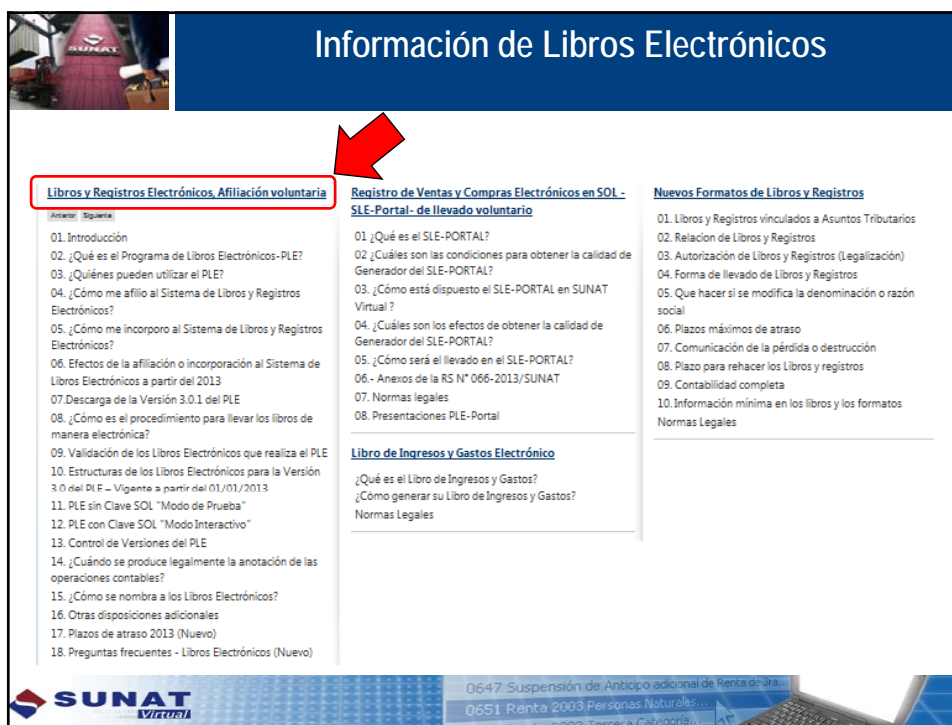 SUNAT
Información de Libros Electrónicos
Libros y Registros Electrónicos, Afiliación voluntaria
Anterior Siguiente
01. Introducción
02. ¿Qué es el Programa de Libros Electrónicos-PLE?
03. ¿Quiénes pueden utilizar el PLE?
04. ¿Cómo me afilio al Sistema de Libros y Registros
Electrónicos?
05. ¿Cómo me incorporo al Sistema de Libros y Registros
Electrónicos?
06. Efectos de la afiliación o incorporación al Sistema de
Libros Electrónicos a partir del 2013
07.Descarga de la Versión 3.0.1 del PLE
08. ¿Cómo es el procedimiento para llevar los libros de
manera electrónica?
09. Validación de los Libros Electrónicos que realiza el PLE
10. Estructuras de los Libros Electrónicos para la Versión
3.0 del PLE – Vigente a partir del 01/01/2013
11. PLE sin Clave SOL "Modo de Prueba"
12. PLE con Clave SOL "Modo Interactivo"
13. Control de Versiones del PLE
14. ¿Cuándo se produce legalmente la anotación de las
operaciones contables?
15. ¿Cómo se nombra a los Libros Electrónicos?
16. Otras disposiciones adicionales
17. Plazos de atraso 2013 (Nuevo)
18. Preguntas frecuentes - Libros Electrónicos (Nuevo)
Registro de Ventas y Compras Electrónicos en SOL -
SLE-Portal- de llevado voluntario
01 ¿Qué es el SLE-PORTAL?
02 ¿Cuáles son las condiciones para obtener la calidad de
Generador del SLE-PORTAL?
03. ¿Cómo está dispuesto el SLE-PORTAL en SUNAT
Virtual ?
04. ¿Cuáles son los efectos de obtener la calidad de
Generador del SLE-PORTAL?
05. ¿Cómo será el llevado en el SLE-PORTAL?
06.- Anexos de la RS N° 066-2013/SUNAT
07. Normas legales
08. Presentaciones PLE-Portal
Libro de Ingresos y Gastos Electrónico
¿Qué es el Libro de Ingresos y Gastos?
¿Cómo generar su Libro de Ingresos y Gastos?
Normas Legales
Nuevos Formatos de Libros y Registros
01. Libros y Registros vinculados a Asuntos Tributarios
02. Relacion de Libros y Registros
03. Autorización de Libros y Registros (Legalización)
04. Forma de llevado de Libros y Registros
05. Que hacer si se modifica la denominación o razón
social
06. Plazos máximos de atraso
07. Comunicación de la pérdida o destrucción
08. Plazo para rehacer los Libros y registros
09. Contabilidad completa
10. Información mínima en los libros y los formatos
Normas Legales
SUNAT
Virtual
0647 Suspensión de Anticipo adicional de Renta de 3ra.
0651 Renta 2003 Personas Naturales...
Tercera Categoría...